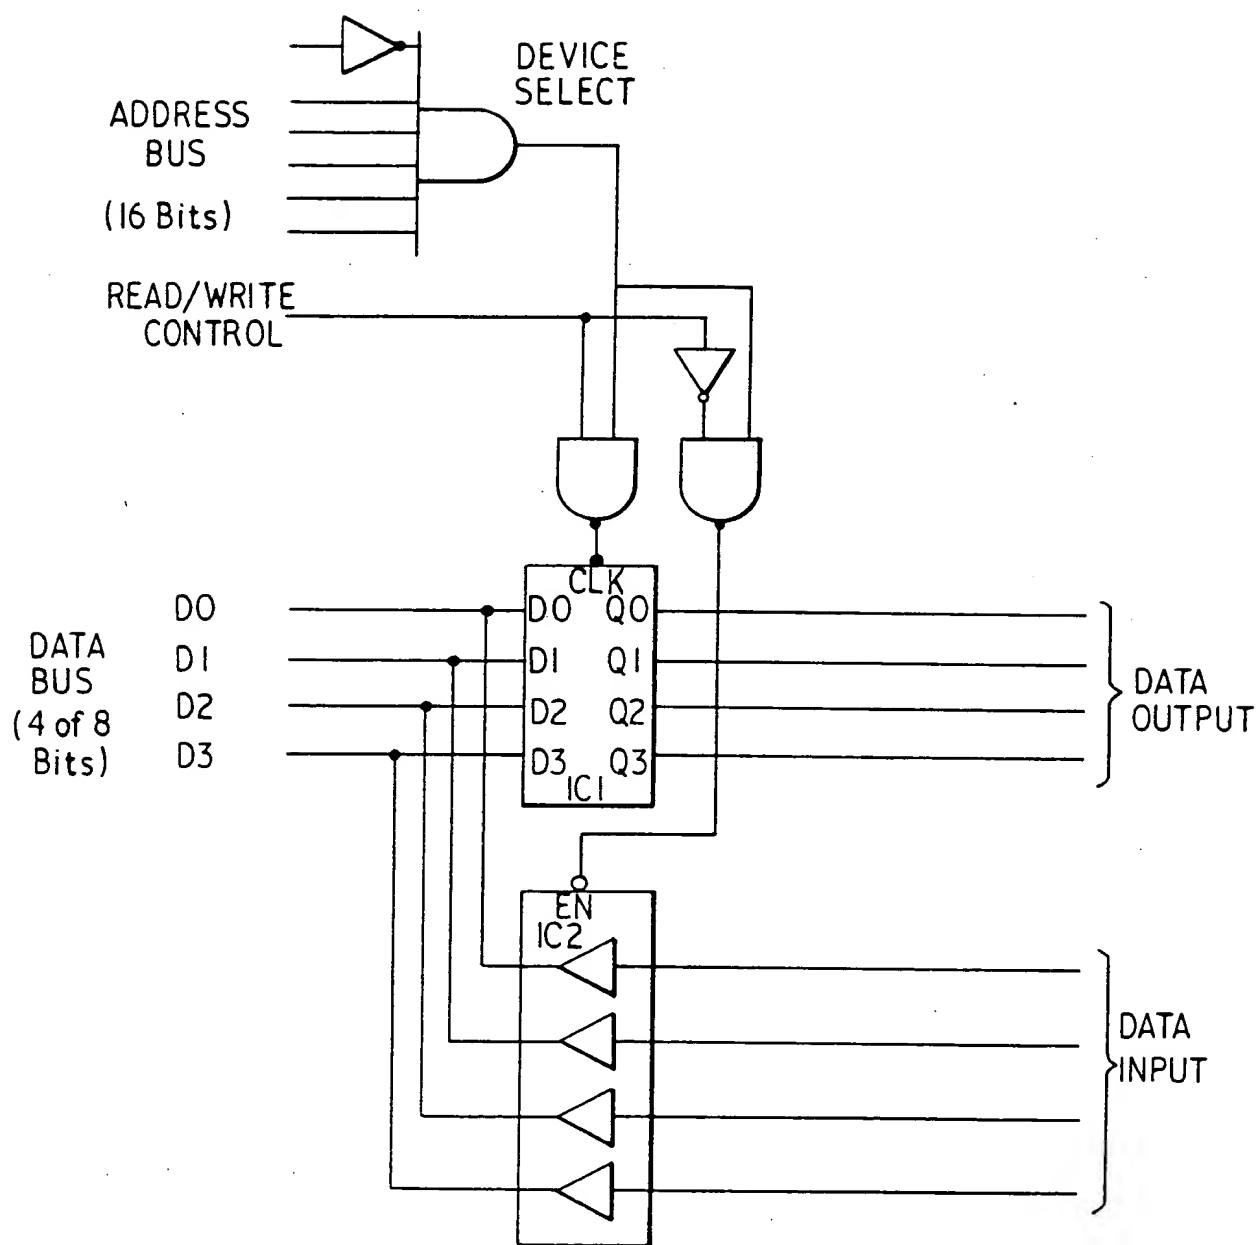 DEVICE
SELECT
ADDRESS
BUS
(16 Bits)
READ/WRITE
CONTROL
CLK
D0
D0 Q0
D1
D1 Q1
D2
D2 Q2
D3
D3 Q3
IC1
DATA
BUS
(4 of 8
Bits)
DATA
OUTPUT
EN
IC2
DATA
INPUT